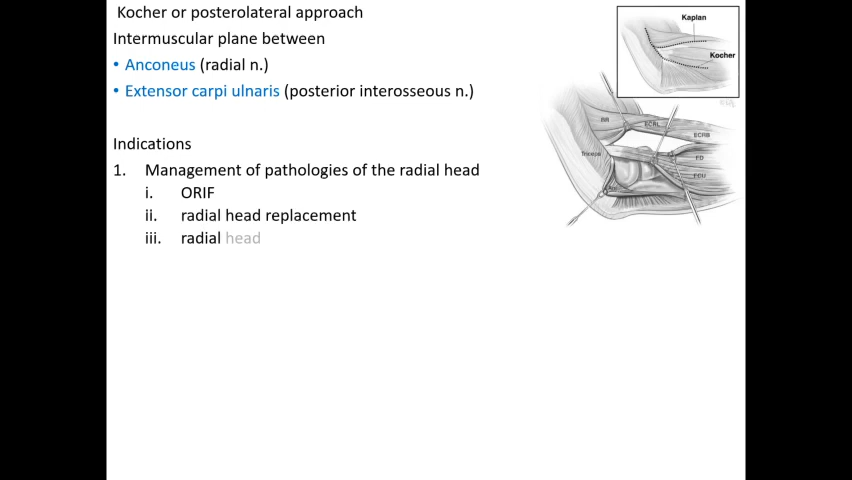 Kocher or posterolateral approach
Intermuscular plane between
• Anconeus (radial n.)
• Extensor carpi ulnaris (posterior interosseous n.)
Indications
1. Management of pathologies of the radial head
i. ORIF
ii. radial head replacement
iii. radial head
Kaplan
Kocher
BR
ECRL
ECRB
Triceps
ED
ECU